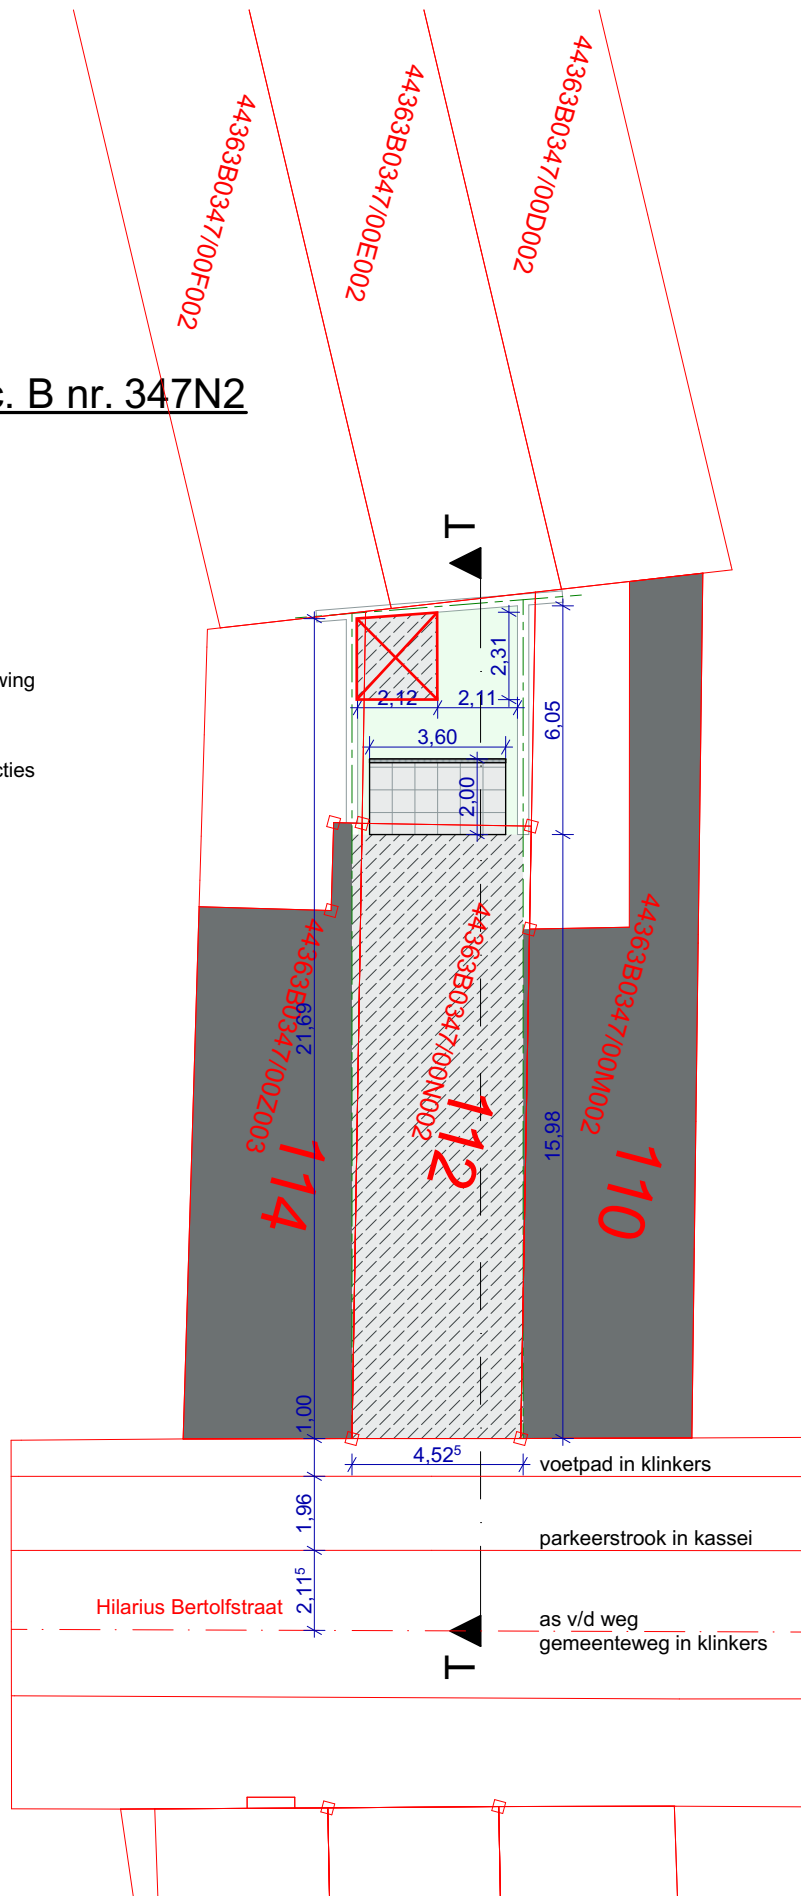 44363B0347/00F002
44363B0347/00E002
44363B0347/00D002
c. B nr. 347N2
T
wing
cties
2,31
2,12
2,11
6,05
3,60
2,00
44363B0347/00Z003
44363B0347/00N002
44363B0347/00M002
21,69
15,98
114
112
110
1,00
4,52⁵
voetpad in klinkers
1,96
parkeerstrook in kassei
2,11⁵
Hilarius Bertolfstraat
as v/d weg
gemeenteweg in klinkers
T